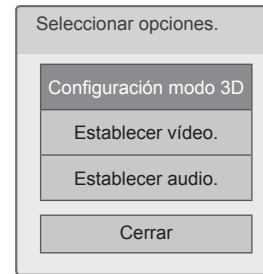 Seleccionar opciones.
Configuración modo 3D
Establecer vídeo.
Establecer audio.
Cerrar